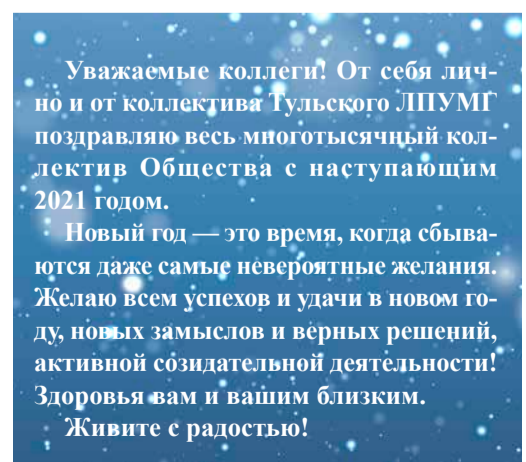 Уважаемые коллеги! От себя лич-
но и от коллектива Тульского ЛПУМГ
поздравляю весь многотысячный кол-
лектив Общества с наступающим
2021 годом.
Новый год — это время, когда сбыва-
ются даже самые невероятные желания.
Желаю всем успехов и удачи в новом го-
ду, новых замыслов и верных решений,
активной созидательной деятельности!
Здоровья вам и вашим близким.
Живите с радостью!